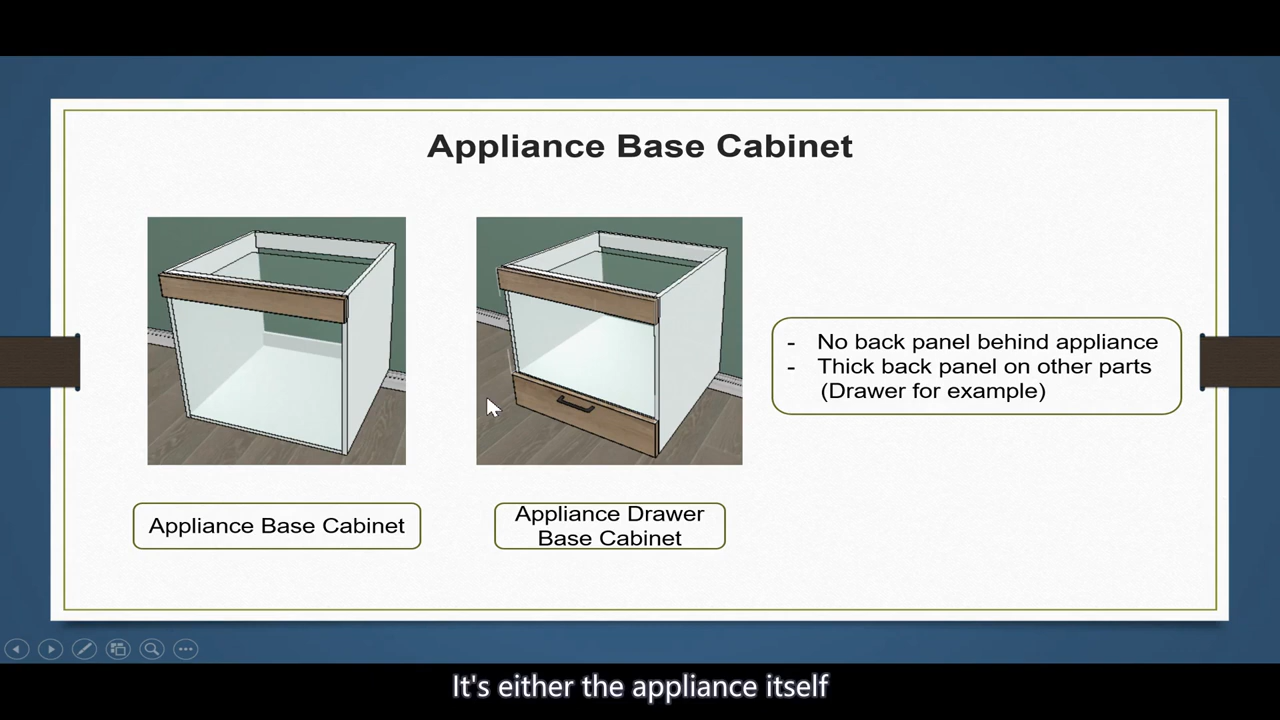 Appliance Base Cabinet
- No back panel behind appliance
- Thick back panel on other parts
(Drawer for example)
Appliance Base Cabinet
Appliance Drawer
Base Cabinet
It's either the appliance itself